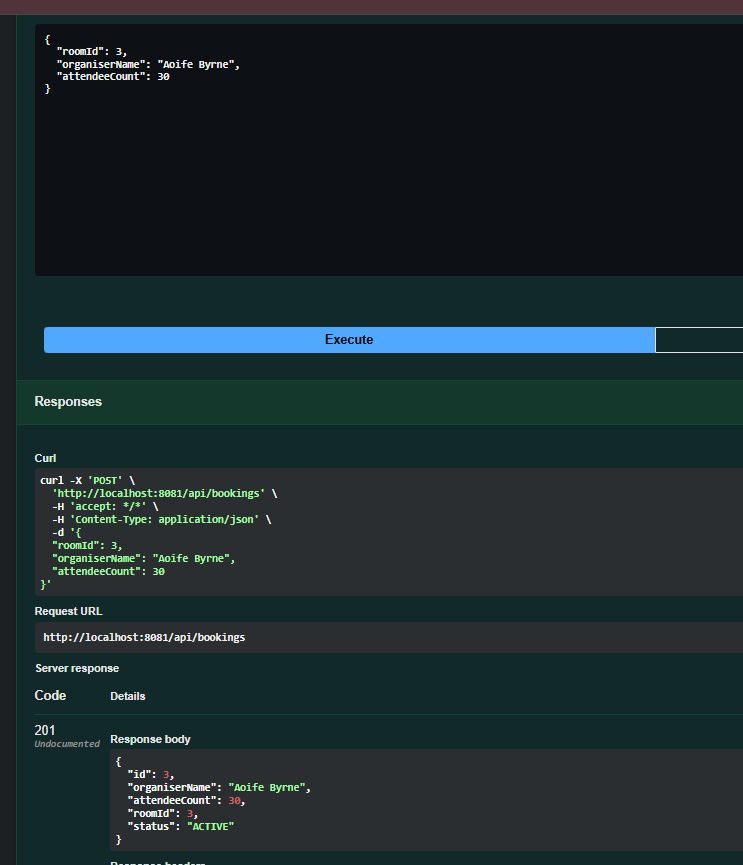 {
  "roomId": 3,
  "organiserName": "Aoife Byrne",
  "attendeeCount": 30
}
Execute
Responses
Curl
curl -X 'POST' \
  'http://localhost:8081/api/bookings' \
  -H 'accept: */*' \
  -H 'Content-Type: application/json' \
  -d '{
  "roomId": 3,
  "organiserName": "Aoife Byrne",
  "attendeeCount": 30
}'
Request URL
http://localhost:8081/api/bookings
Server response
Code Details
201
Undocumented
Response body
{
  "id": 3,
  "organiserName": "Aoife Byrne",
  "attendeeCount": 30,
  "roomId": 3,
  "status": "ACTIVE"
}
Response headers